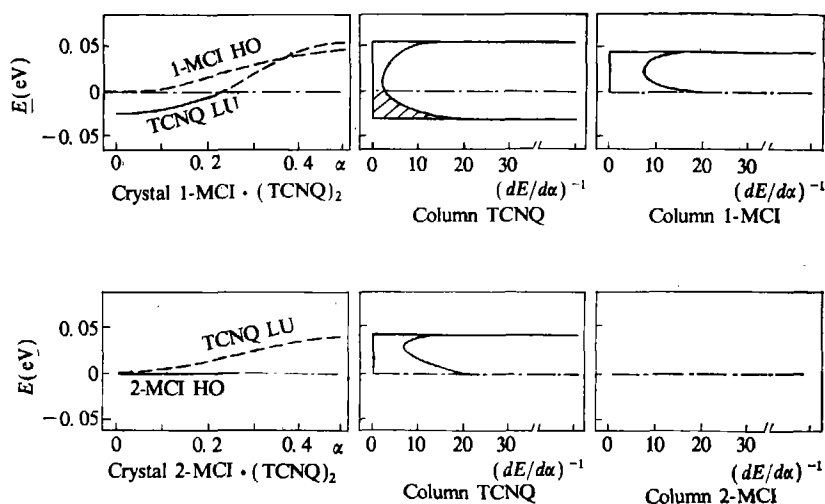 E(eV)
0.05
0
−0.05
1-MCI HO
TCNQ LU
0 0.2 0.4 α
Crystal 1-MCI · (TCNQ)₂
0 10 20 30
(dE/dα)⁻¹
Column TCNQ
0 10 20 30
(dE/dα)⁻¹
Column 1-MCI
E(eV)
0.05
0
−0.05
TCNQ LU
2-MCI HO
0 0.2 0.4 α
Crystal 2-MCI · (TCNQ)₂
0 10 20 30
(dE/dα)⁻¹
Column TCNQ
0 10 20 30
(dE/dα)⁻¹
Column 2-MCI